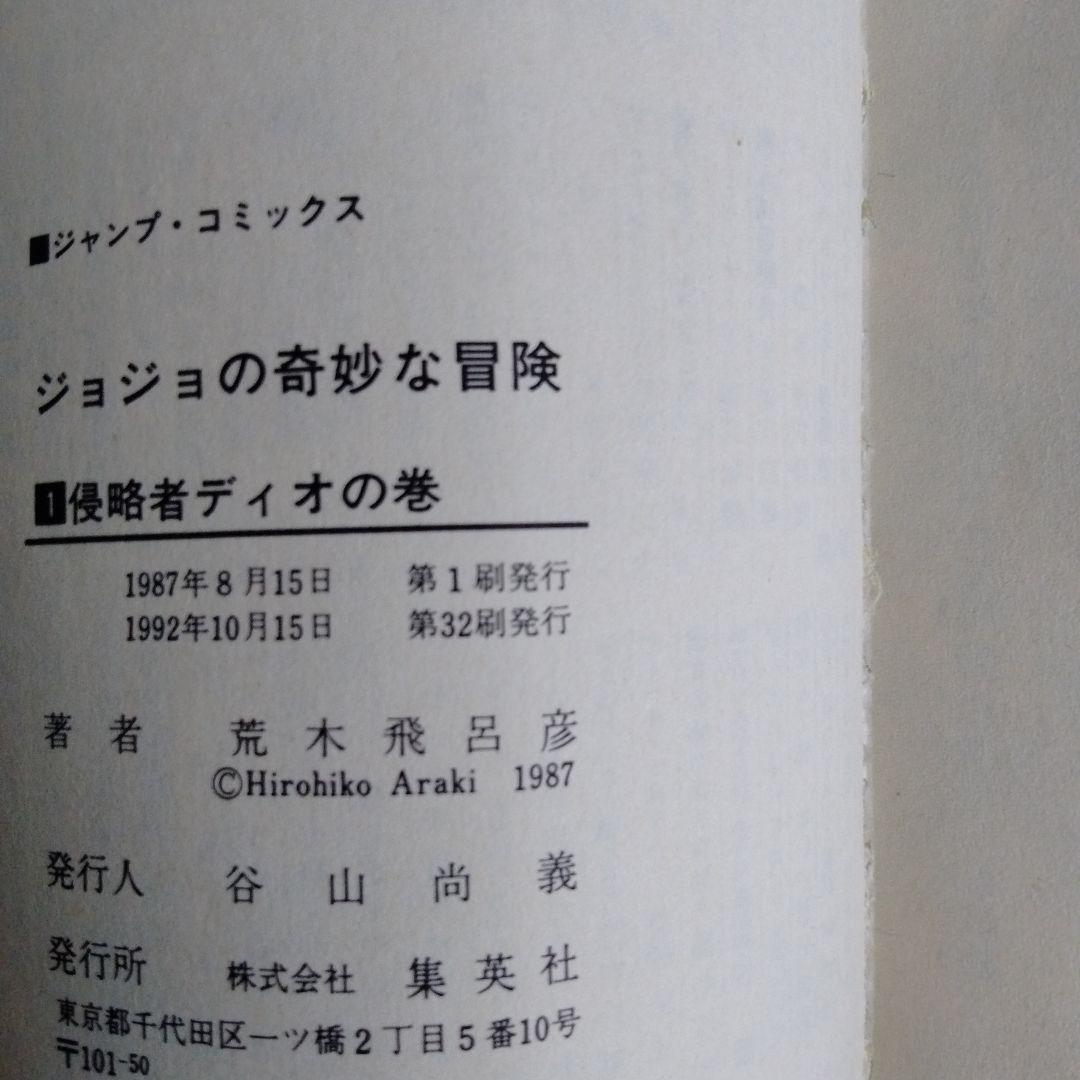 ■ジャンプ・コミックス
ジョジョの奇妙な冒険
1侵略者ディオの巻
1987年8月15日 第1刷発行
1992年10月15日 第32刷発行
著者 荒木飛呂彦
©Hirohiko Araki 1987
発行人 谷山尚義
発行所 株式会社 集英社
東京都千代田区一ツ橋2丁目5番10号
〒101-50